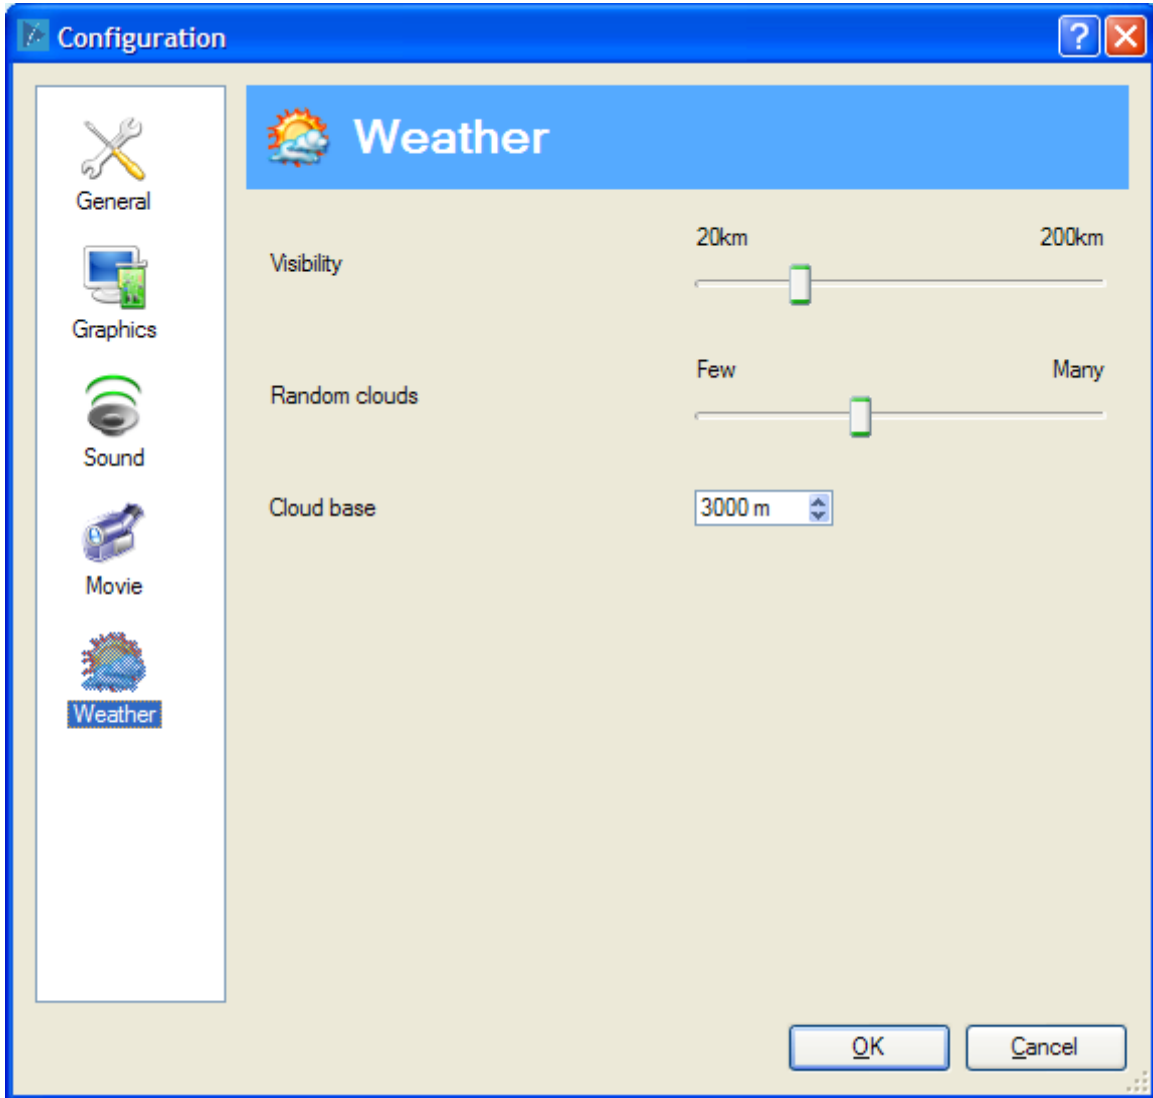 Configuration
General
Graphics
Sound
Movie
Weather
Weather
20km 200km
Visibility
Few Many
Random clouds
Cloud base 3000 m
OK Cancel